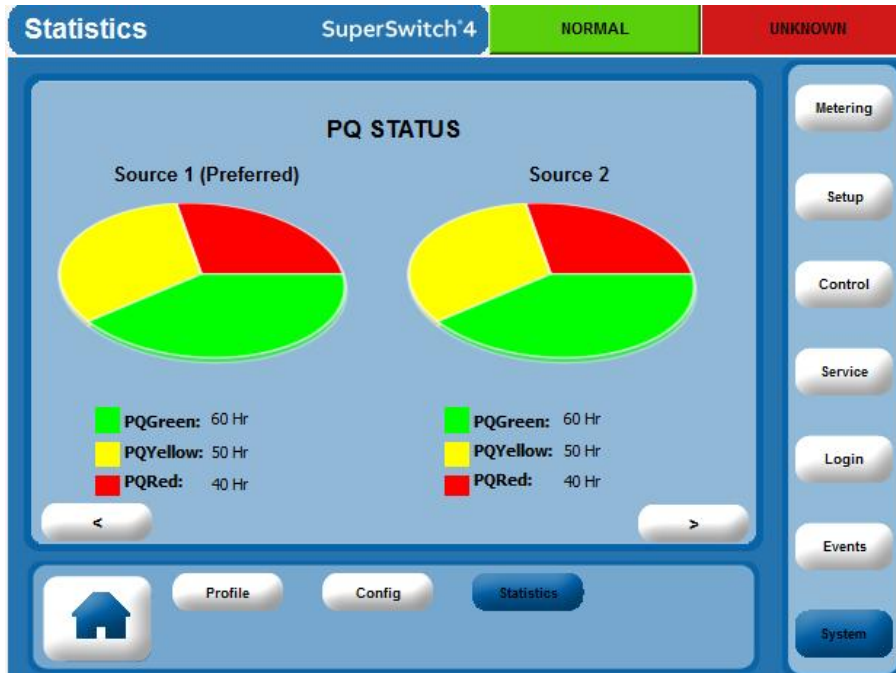 Statistics
SuperSwitch®4
NORMAL
UNKNOWN
PQ STATUS
Source 1 (Preferred)
Source 2
PQGreen: 60 Hr
PQYellow: 50 Hr
PQRed: 40 Hr
PQGreen: 60 Hr
PQYellow: 50 Hr
PQRed: 40 Hr
<
>
Profile
Config
Statistics
Metering
Setup
Control
Service
Login
Events
System